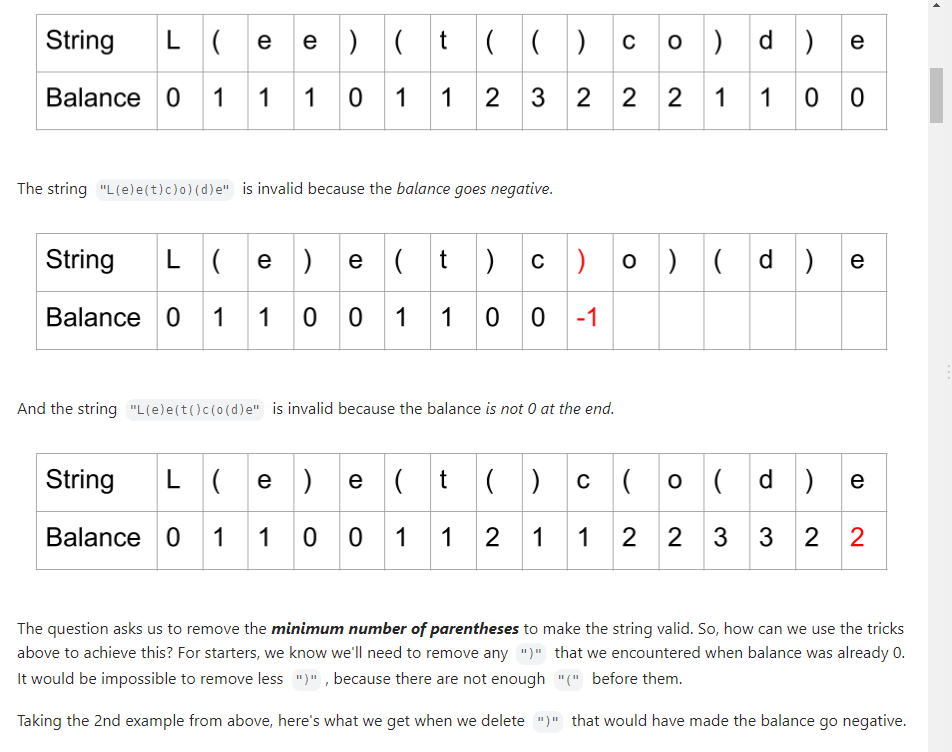 String L ( e e ) ( t ( ( ) c o ) d ) e
Balance 0 1 1 1 0 1 1 2 3 2 2 2 1 1 0 0
The string "L(e)e(t)c)o)(d)e" is invalid because the balance goes negative.
String L ( e ) e ( t ) c ) o ) ( d ) e
Balance 0 1 1 0 0 1 1 0 0 -1
And the string "L(e)e(t()c(o(d)e" is invalid because the balance is not 0 at the end.
String L ( e ) e ( t ( ) c ( o ( d ) e
Balance 0 1 1 0 0 1 1 2 1 1 2 2 3 3 2 2
The question asks us to remove the minimum number of parentheses to make the string valid. So, how can we use the tricks
above to achieve this? For starters, we know we'll need to remove any ")" that we encountered when balance was already 0.
It would be impossible to remove less ")" , because there are not enough "(" before them.
Taking the 2nd example from above, here's what we get when we delete ")" that would have made the balance go negative.